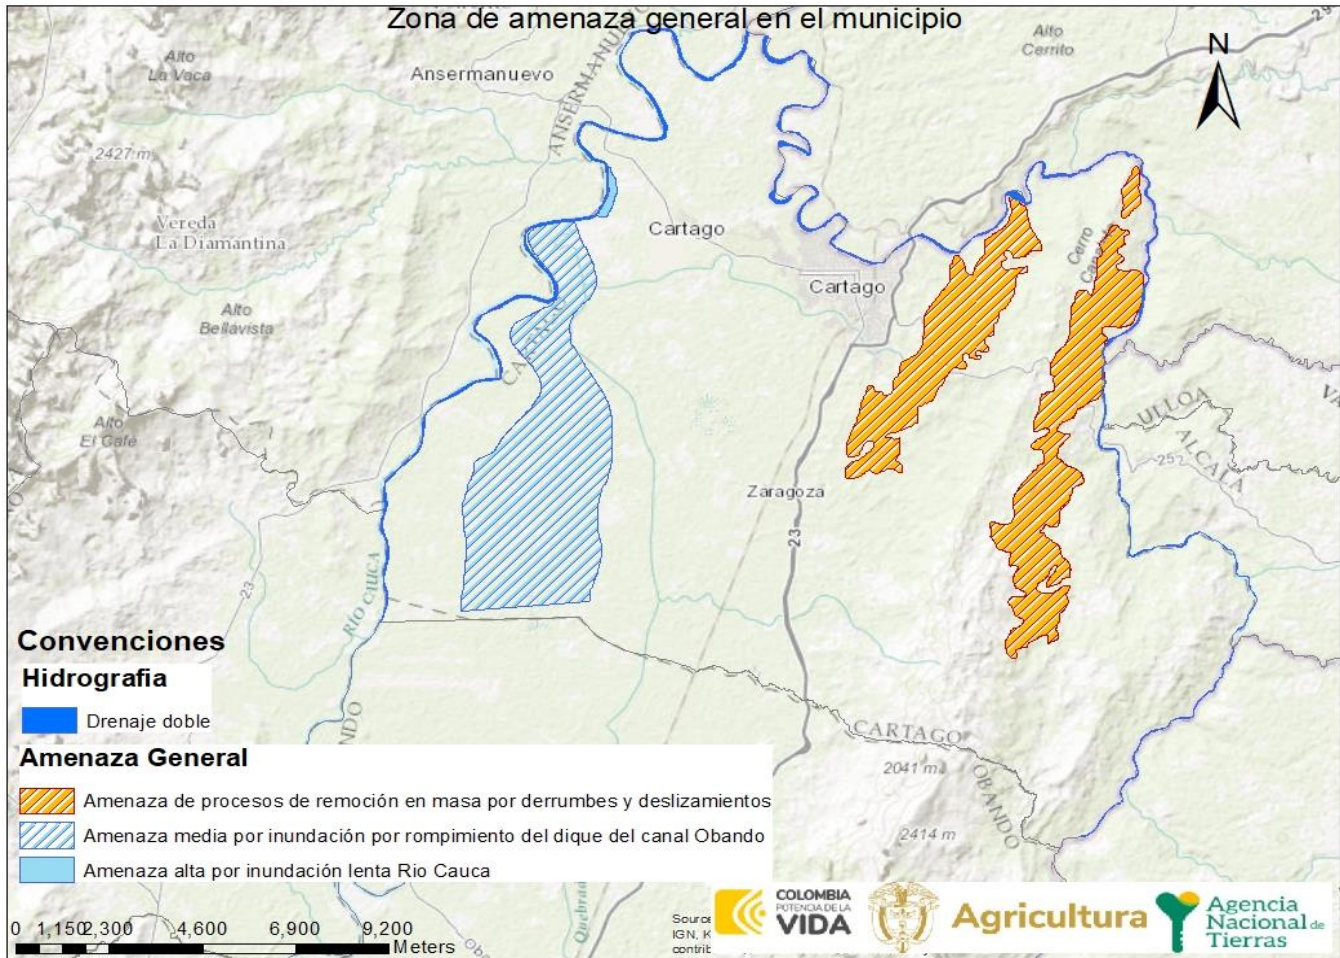 Zona de amenaza general en el municipio
Alto
La Vaca
Ansermanuevo
Alto
Cerrito
29
N
2427 m
Vereda
La Diamantina
Cartago
Cerro
Cartago
Alto
Bellavista
Alto
El Café
ULLOA
ALCALA
25
Zaragoza
23
23
RÍO CAUCA
CARTAGO
OBANDO
2041 m
2414 m
Convenciones
Hidrografia
Drenaje doble
Amenaza General
Amenaza de procesos de remoción en masa por derrumbes y deslizamientos
Amenaza media por inundación por rompimiento del dique del canal Obando
Amenaza alta por inundación lenta Rio Cauca
0 1,150 2,300 4,600 6,900 9,200
Meters
COLOMBIA
POTENCIA DE LA
VIDA
Agricultura
Agencia
Nacional de
Tierras